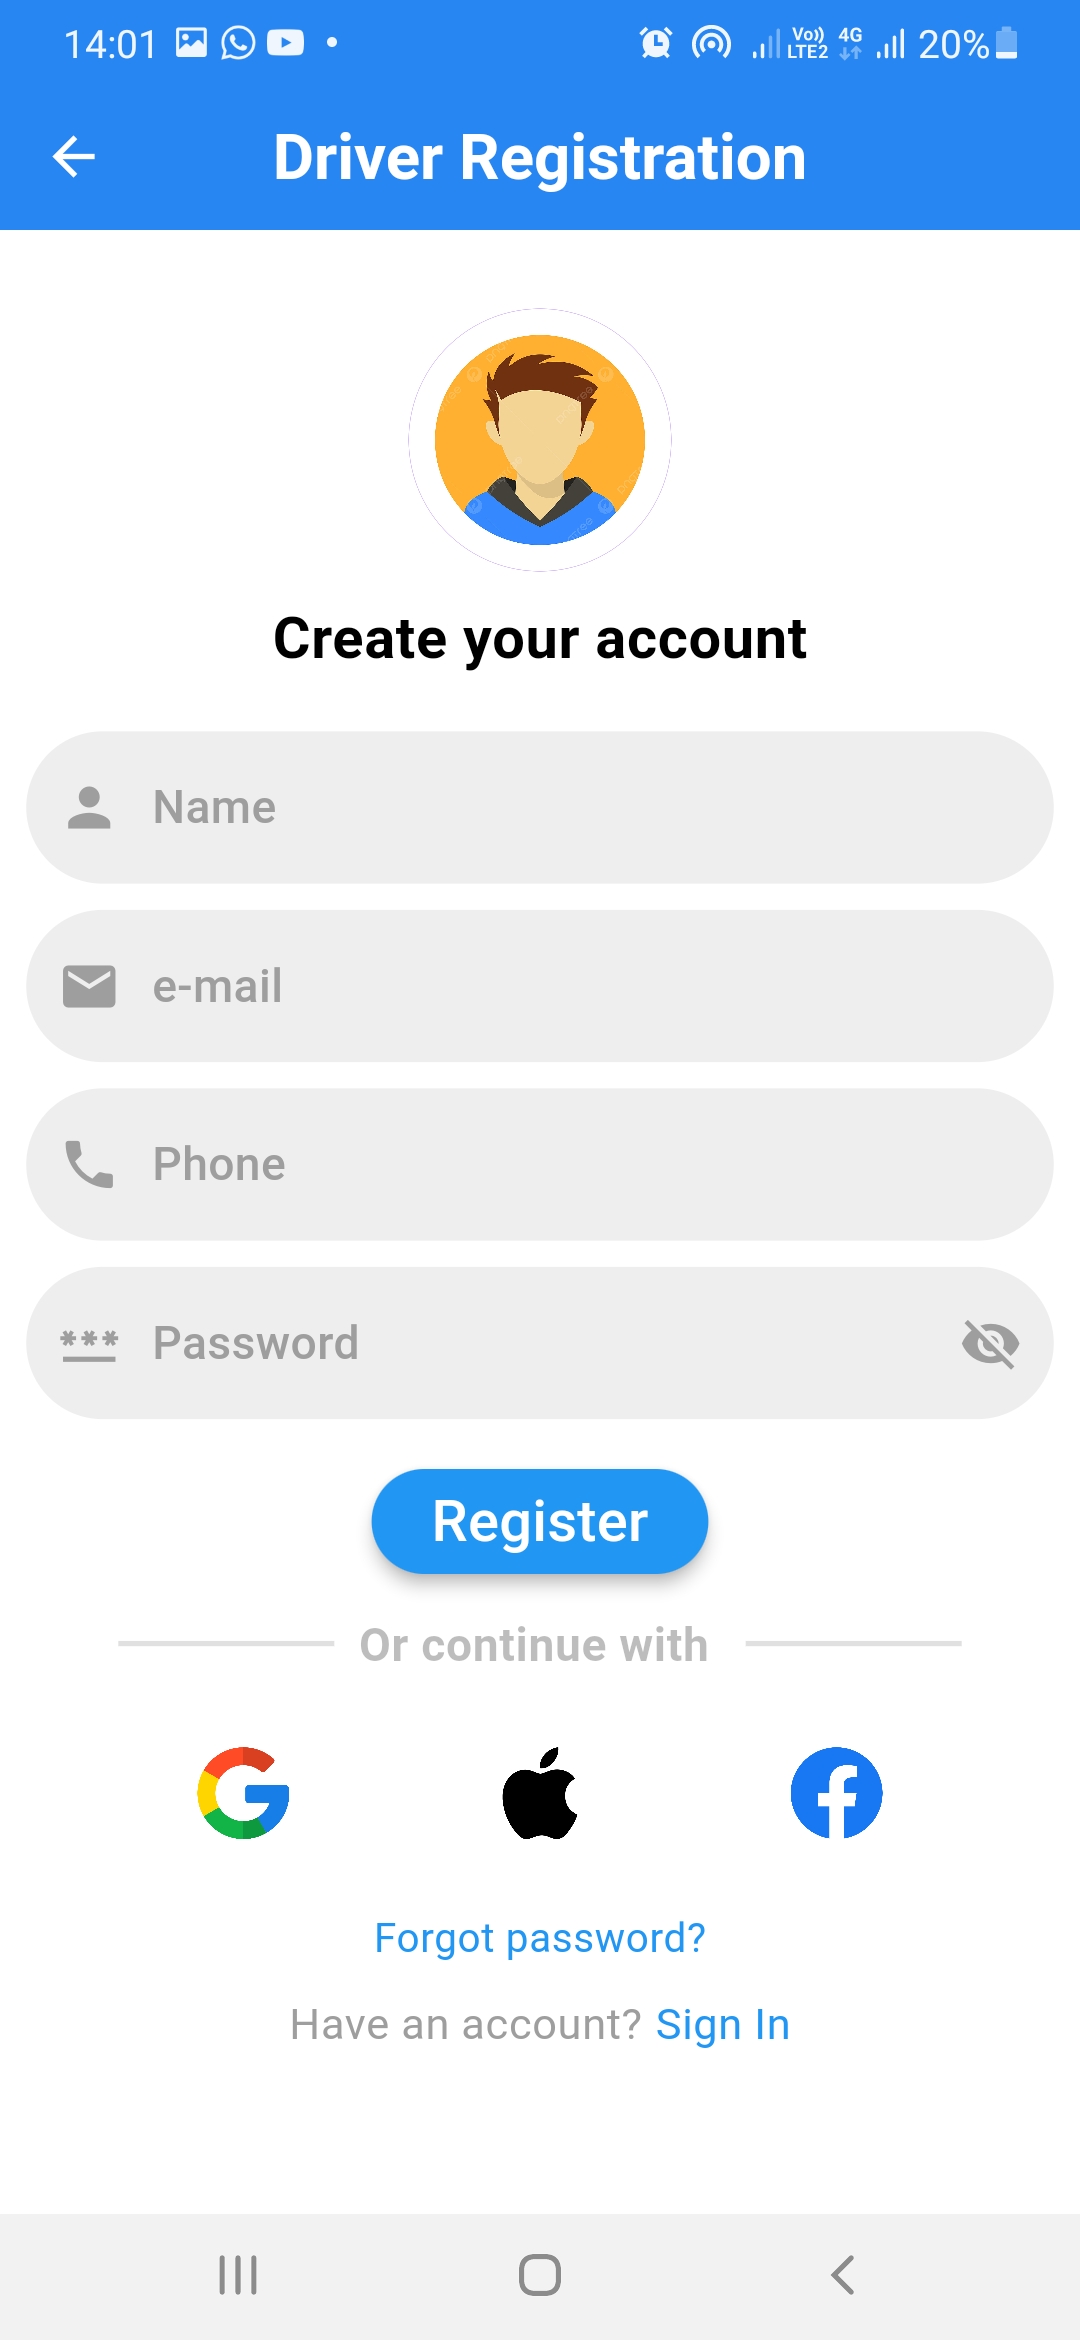 14:01 Vo)) LTE2 4G 20%
Driver Registration
Create your account
Name
e-mail
Phone
*** Password
Register
Or continue with
Forgot password?
Have an account? Sign In